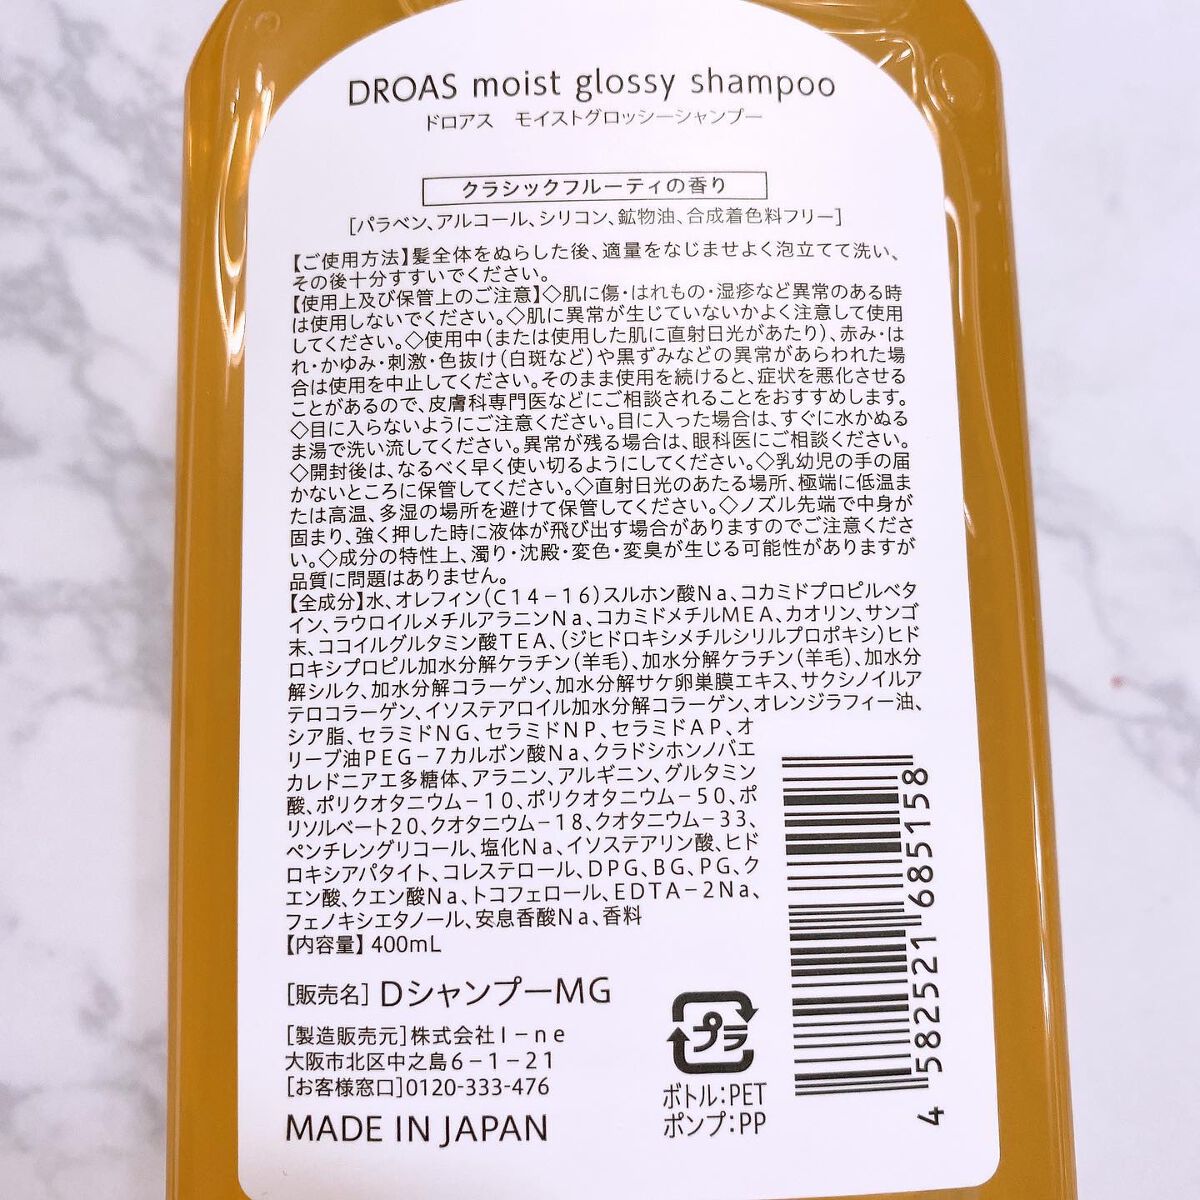 DROAS moist glossy shampoo
ドロアス モイストグロッシーシャンプー
クラシックフルーティの香り
[パラベン、アルコール、シリコン、鉱物油、合成着色料フリー]
【ご使用方法】髪全体をぬらした後、適量をなじませよく泡立てて洗い、
その後十分すすいでください。
【使用上及び保管上のご注意】◇肌に傷・はれもの・湿疹など異常のある時
は使用しないでください。◇肌に異常が生じていないかよく注意して使用
してください。◇使用中(または使用した肌に直射日光があたり)、赤み・は
れ・かゆみ・刺激・色抜け(白斑など)や黒ずみなどの異常があらわれた場
合は使用を中止してください。そのまま使用を続けると、症状を悪化させる
ことがあるので、皮膚科専門医などにご相談されることをおすすめします。
◇目に入らないようにご注意ください。目に入った場合は、すぐに水かぬる
ま湯で洗い流してください。異常が残る場合は、眼科医にご相談ください。
◇開封後は、なるべく早く使い切るようにしてください。◇乳幼児の手の届
かないところに保管してください。◇直射日光のあたる場所、極端に低温ま
たは高温、多湿の場所を避けて保管してください。◇ノズル先端で中身が
固まり、強く押した時に液体が飛び出す場合がありますのでご注意くださ
い。◇成分の特性上、濁り・沈殿・変色・変臭が生じる可能性がありますが
品質に問題はありません。
【全成分】水、オレフィン(C14-16)スルホン酸Na、コカミドプロピルベタ
イン、ラウロイルメチルアラニンNa、コカミドメチルMEA、カオリン、サンゴ
末、ココイルグルタミン酸TEA、(ジヒドロキシメチルシリルプロポキシ)ヒド
ロキシプロピル加水分解ケラチン(羊毛)、加水分解ケラチン(羊毛)、加水分
解シルク、加水分解コラーゲン、加水分解サケ卵巣膜エキス、サクシノイルア
テロコラーゲン、イソステアロイル加水分解コラーゲン、オレンジラフィー油、
シア脂、セラミドNG、セラミドNP、セラミドAP、オ
リーブ油PEG-7カルボン酸Na、クラドシホンノバエ
カレドニアエ多糖体、アラニン、アルギニン、グルタミン
酸、ポリクオタニウム-10、ポリクオタニウム-50、ポ
リソルベート20、クオタニウム-18、クオタニウム-33、
ペンチレングリコール、塩化Na、イソステアリン酸、ヒド
ロキシアパタイト、コレステロール、DPG、BG、PG、ク
エン酸、クエン酸Na、トコフェロール、EDTA-2Na、
フェノキシエタノール、安息香酸Na、香料
【内容量】400mL
[販売名]DシャンプーMG
[製造販売元]株式会社I-ne
大阪市北区中之島6-1-21
[お客様窓口]0120-333-476
MADE IN JAPAN
プラ
ボトル:PET
ポンプ:PP
4 582521 685158